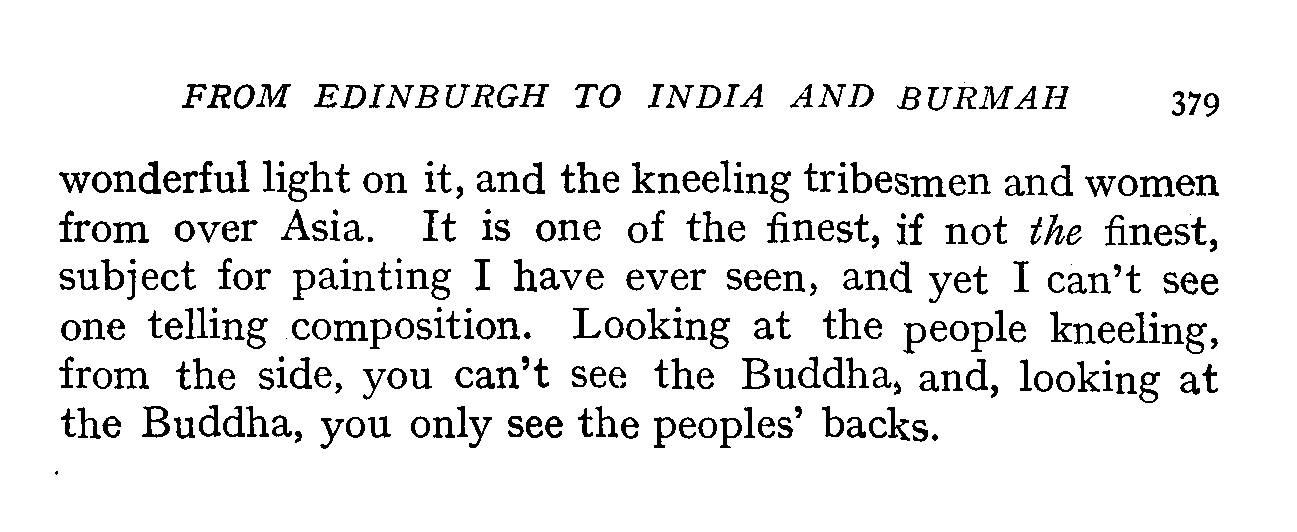 FROM EDINBURGH TO INDIA AND BURMAH 379
wonderful light on it, and the kneeling tribesmen and women
from over Asia. It is one of the finest, if not the finest,
subject for painting I have ever seen, and yet I can't see
one telling composition. Looking at the people kneeling,
from the side, you can't see the Buddha, and, looking at
the Buddha, you only see the peoples' backs.